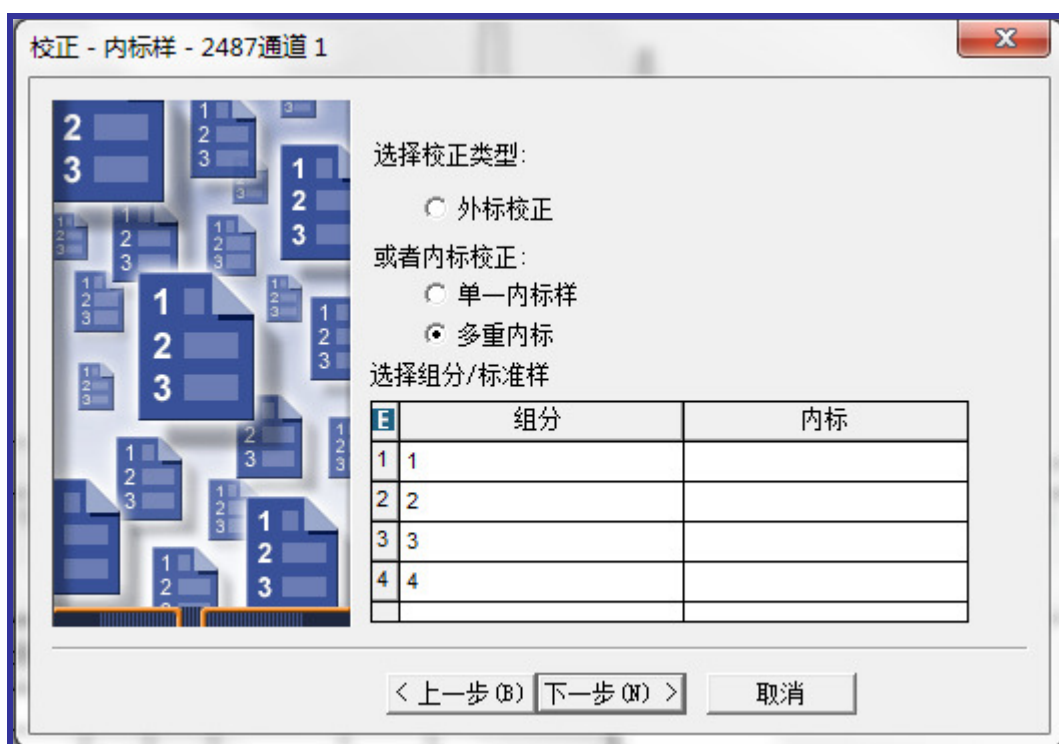 校正 - 内标样 - 2487通道 1
选择校正类型:
外标校正
或者内标校正:
单一内标样
多重内标
选择组分/标准样
E 组分 内标
1 1
2 2
3 3
4 4
< 上一步(B) 下一步(N) > 取消